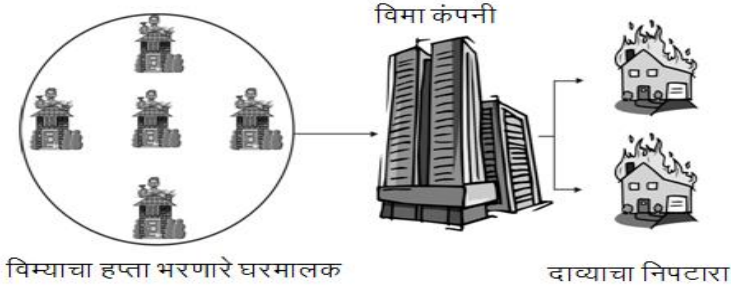 विमा कंपनी
विम्याचा हप्ता भरणारे घरमालक
दाव्याचा निपटारा